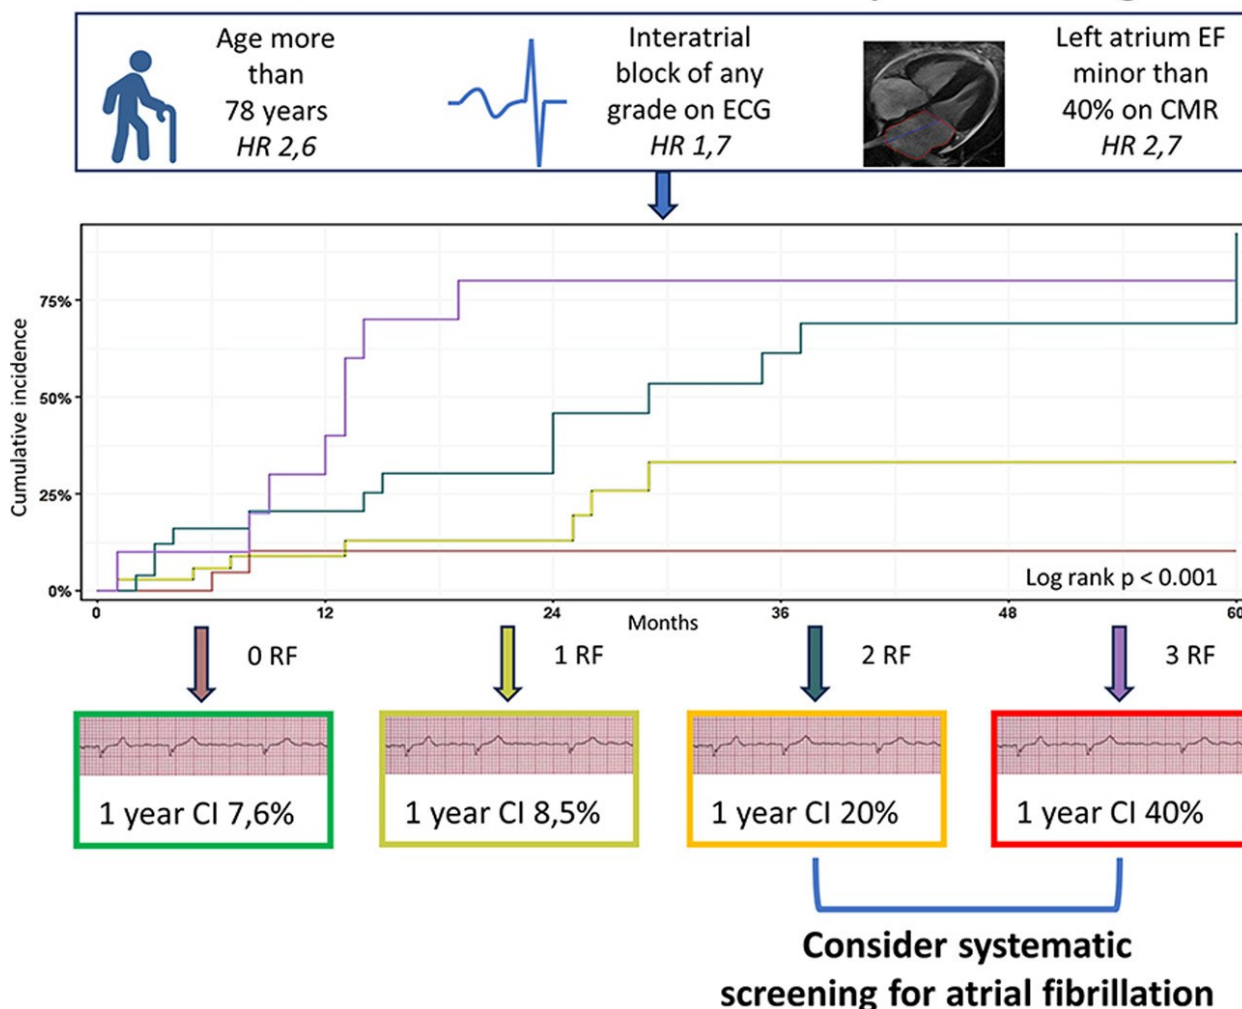 Age more
than
78 years
HR 2,6
Interatrial
block of any
grade on ECG
HR 1,7
Left atrium EF
minor than
40% on CMR
HR 2,7
Cumulative incidence
75%
50%
25%
0%
Log rank p < 0.001
0
12
24
36
48
60
Months
0 RF
1 RF
2 RF
3 RF
1 year CI 7,6%
1 year CI 8,5%
1 year CI 20%
1 year CI 40%
Consider systematic
screening for atrial fibrillation